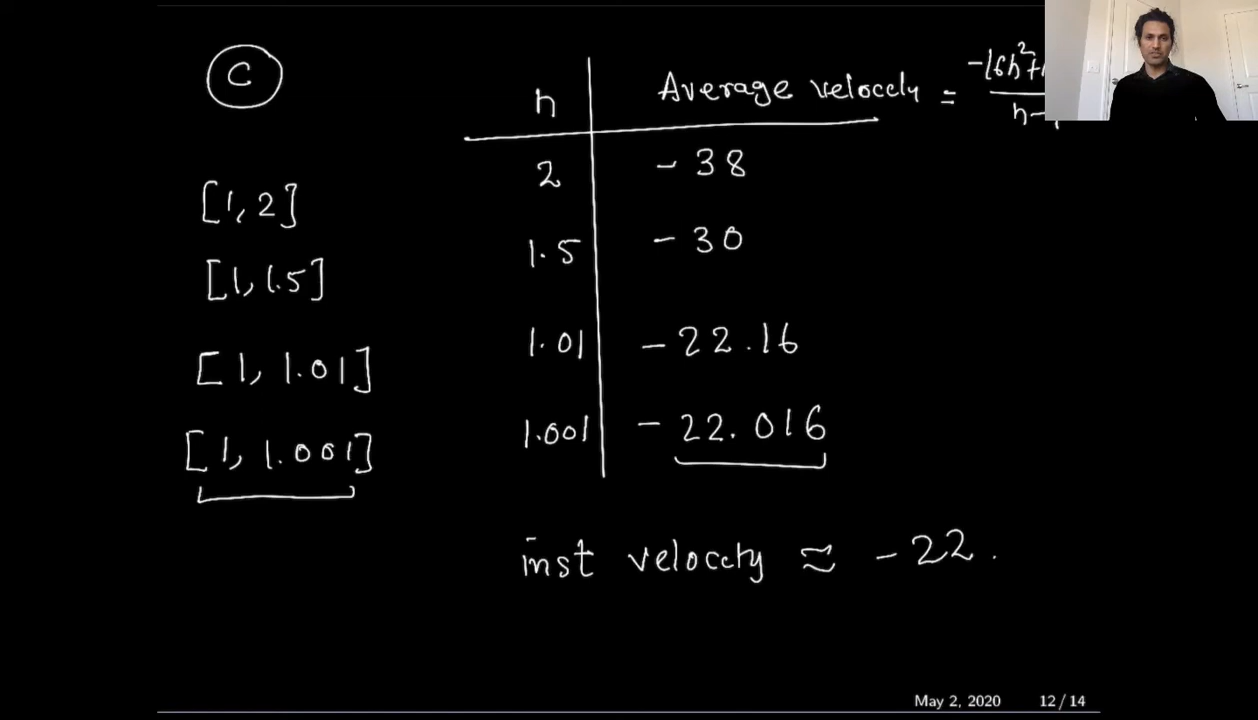 C
h Average velocity = -16h²+
h-
[1, 2] 2 -38
[1, 1.5] 1.5 -30
[1, 1.01] 1.01 -22.16
[1, 1.001] 1.001 -22.016
inst velocity ≈ -22.
May 2, 2020 12 / 14